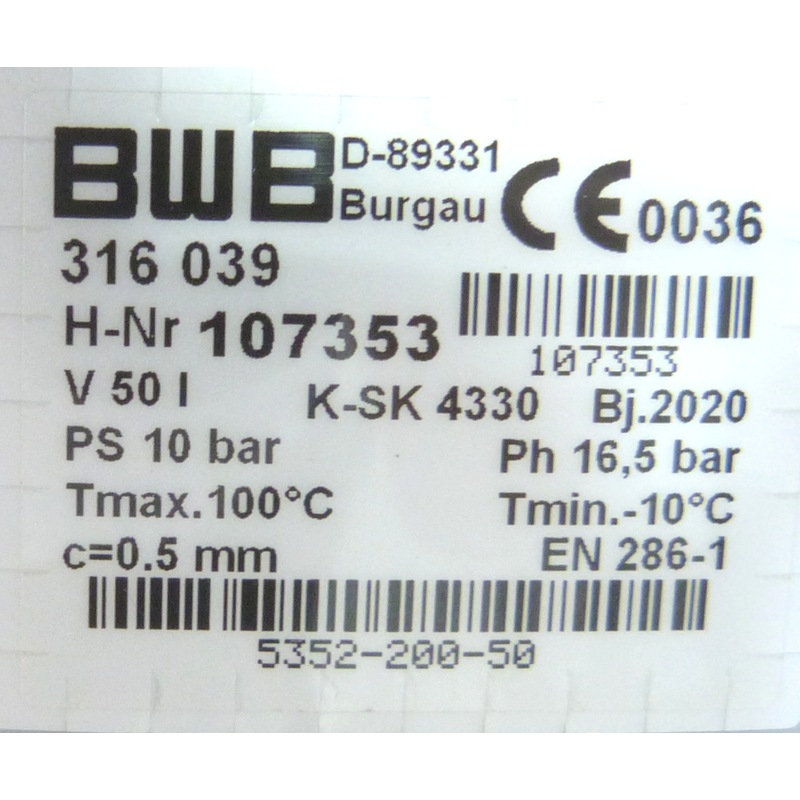 BWB D-89331
Burgau CE 0036
316 039
H-Nr 107353
107353
V 50 l K-SK 4330 Bj.2020
PS 10 bar Ph 16,5 bar
Tmax.100°C Tmin.-10°C
c=0.5 mm EN 286-1
5352-200-50